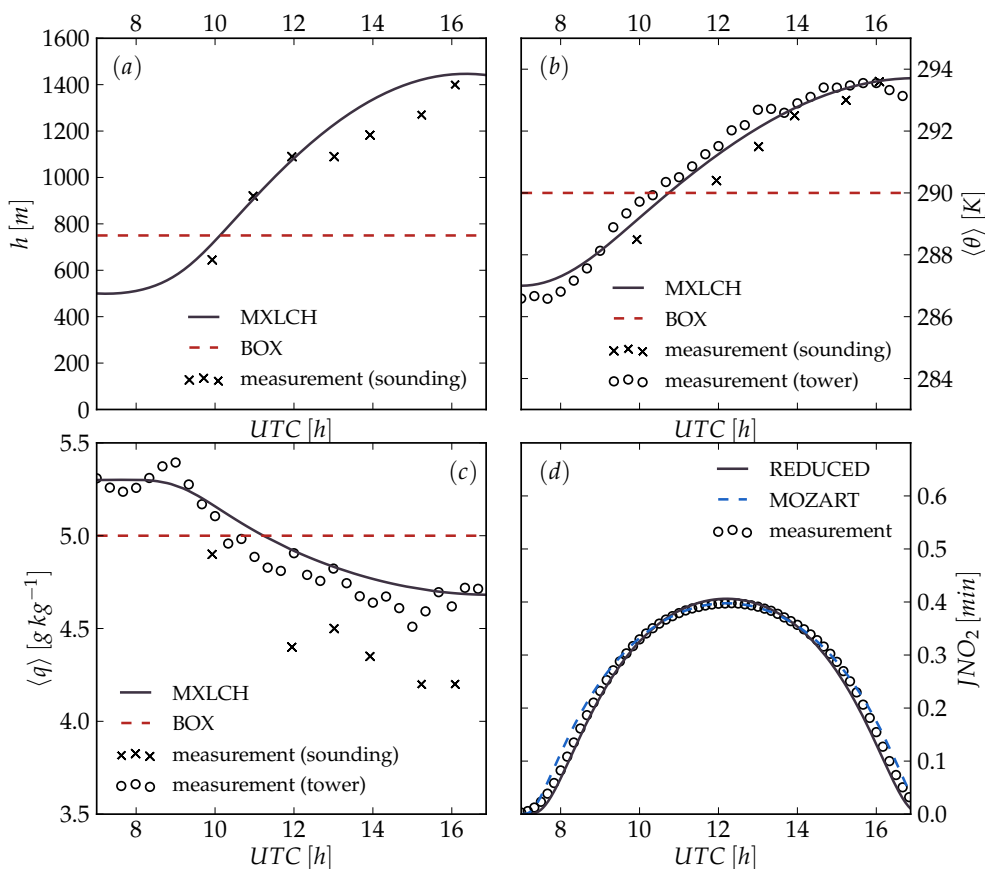 8 10 12 14 16
8 10 12 14 16
1600
1400
1200
1000
800
600
400
200
0
h [m]
(a)
MXLCH
BOX
measurement (sounding)
UTC [h]
(b)
294
292
290
288
286
284
⟨θ⟩ [K]
MXLCH
BOX
measurement (sounding)
measurement (tower)
UTC [h]
5.5
5.0
4.5
4.0
3.5
⟨q⟩ [g kg⁻¹]
(c)
MXLCH
BOX
measurement (sounding)
measurement (tower)
8 10 12 14 16
UTC [h]
(d)
REDUCED
MOZART
measurement
0.6
0.5
0.4
0.3
0.2
0.1
0.0
JNO₂ [min]
8 10 12 14 16
UTC [h]